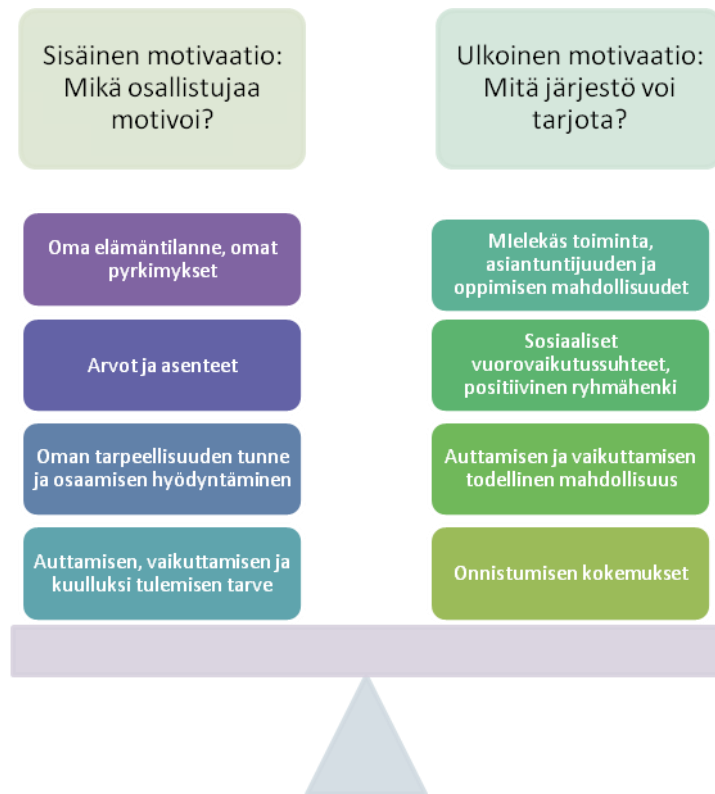 Sisäinen motivaatio:
Mikä osallistujaa
motivoi?
Ulkoinen motivaatio:
Mitä järjestö voi
tarjota?
Oma elämäntilanne, omat
pyrkimykset
Arvot ja asenteet
Oman tarpeellisuuden tunne
ja osaamisen hyödyntäminen
Auttamisen, vaikuttamisen ja
kuulluksi tulemisen tarve
MIelekäs toiminta,
asiantuntijuuden ja
oppimisen mahdollisuudet
Sosiaaliset
vuorovaikutussuhteet,
positiivinen ryhmähenki
Auttamisen ja vaikuttamisen
todellinen mahdollisuus
Onnistumisen kokemukset